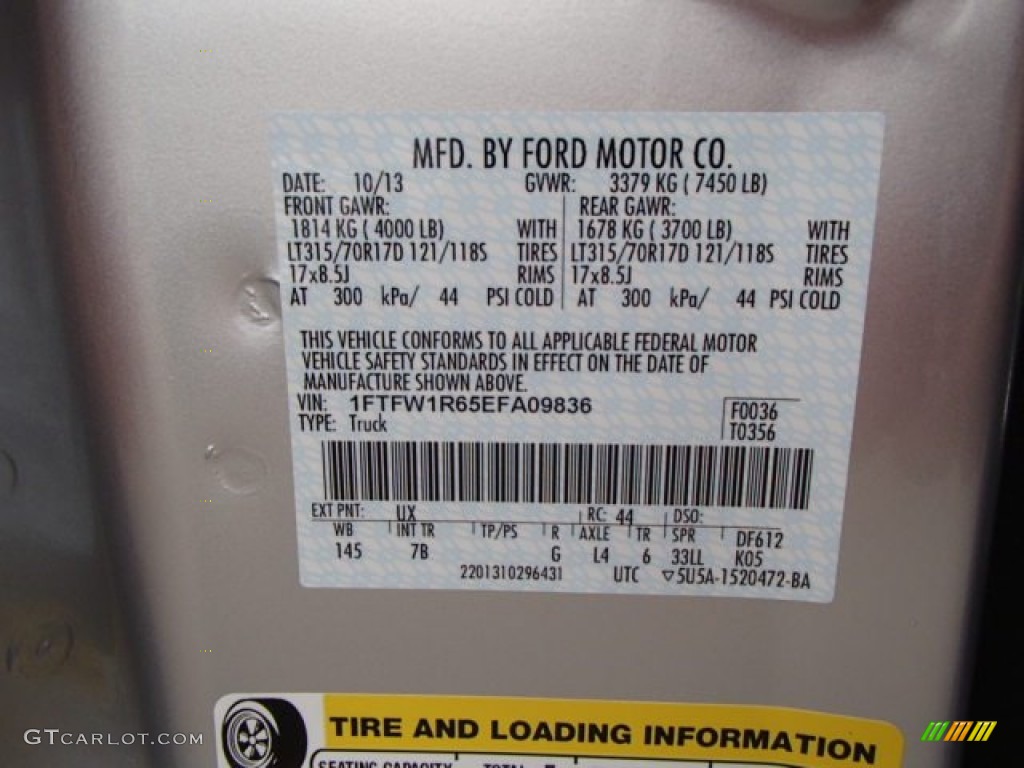 MFD. BY FORD MOTOR CO.
DATE: 10/13 GVWR: 3379 KG ( 7450 LB)
FRONT GAWR: REAR GAWR:
1814 KG ( 4000 LB) WITH 1678 KG ( 3700 LB) WITH
LT315/70R17D 121/118S TIRES LT315/70R17D 121/118S TIRES
17x8.5J RIMS 17x8.5J RIMS
AT 300 kPa/ 44 PSI COLD AT 300 kPa/ 44 PSI COLD
THIS VEHICLE CONFORMS TO ALL APPLICABLE FEDERAL MOTOR
VEHICLE SAFETY STANDARDS IN EFFECT ON THE DATE OF
MANUFACTURE SHOWN ABOVE.
VIN: 1FTFW1R65EFA09836 F0036
TYPE: Truck T0356
EXT PNT: UX RC: 44 DSO:
WB INT TR TP/PS R AXLE TR SPR DF612
145 7B G L4 6 33LL K05
2201310296431 UTC ▽5U5A-1520472-BA
TIRE AND LOADING INFORMATION
SEATING CAPACITY TOTAL
GTCARLOT.COM